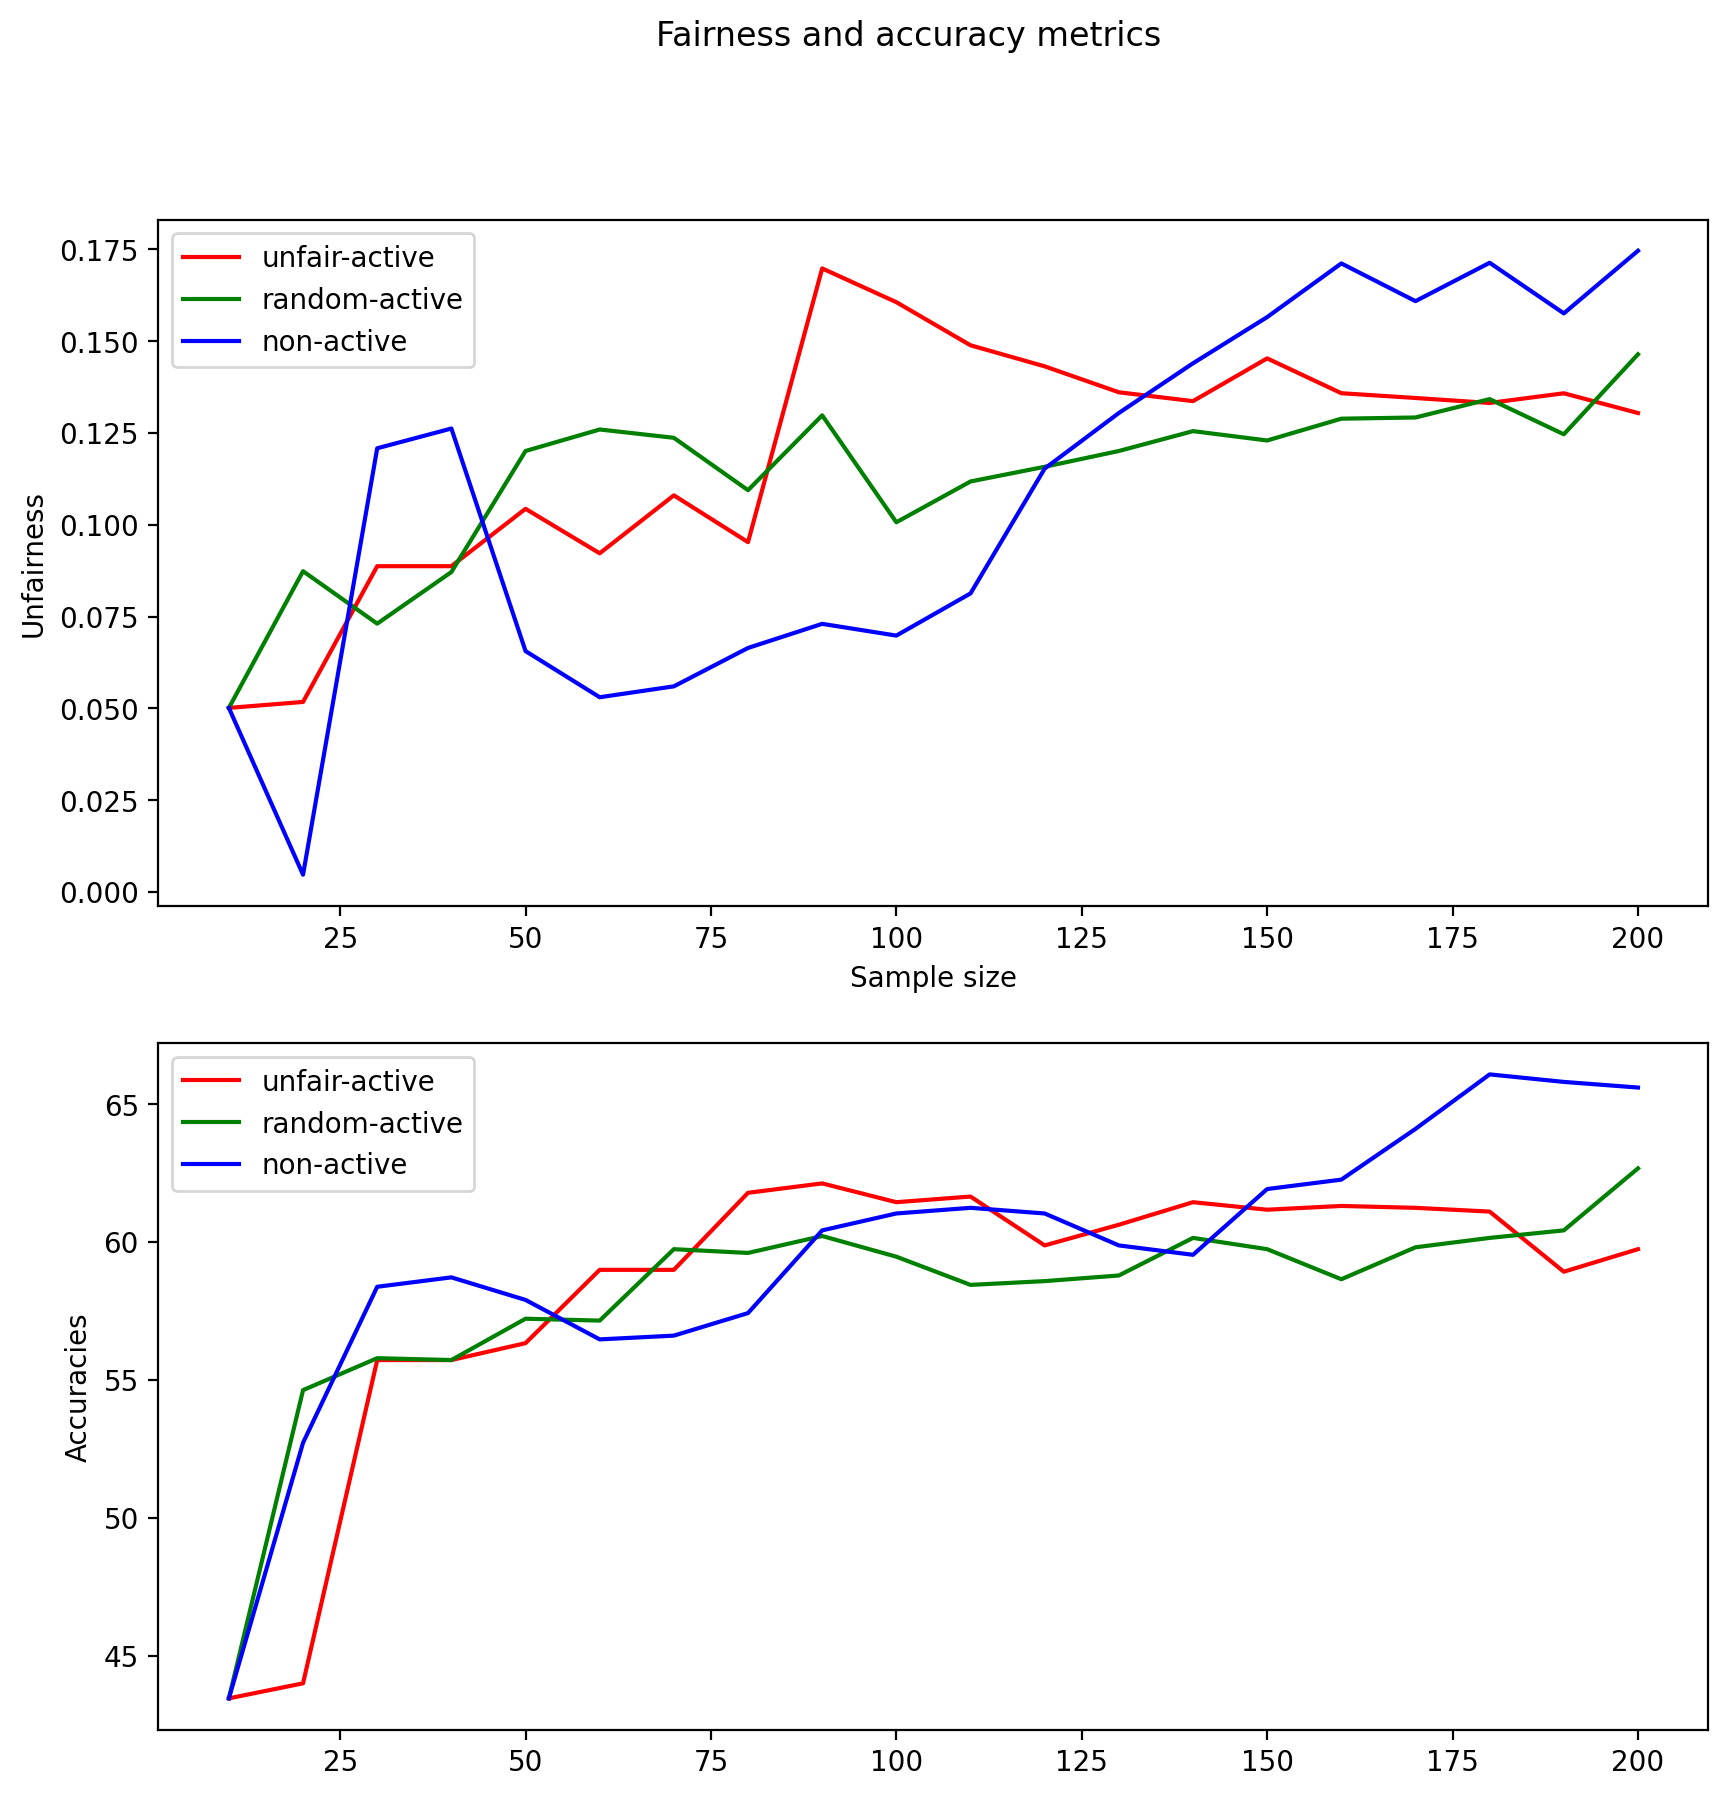 Fairness and accuracy metrics
unfair-active
random-active
non-active
0.175
0.150
0.125
0.100
0.075
0.050
0.025
0.000
Unfairness
25 50 75 100 125 150 175 200
Sample size
unfair-active
random-active
non-active
65
60
55
50
45
Accuracies
25 50 75 100 125 150 175 200